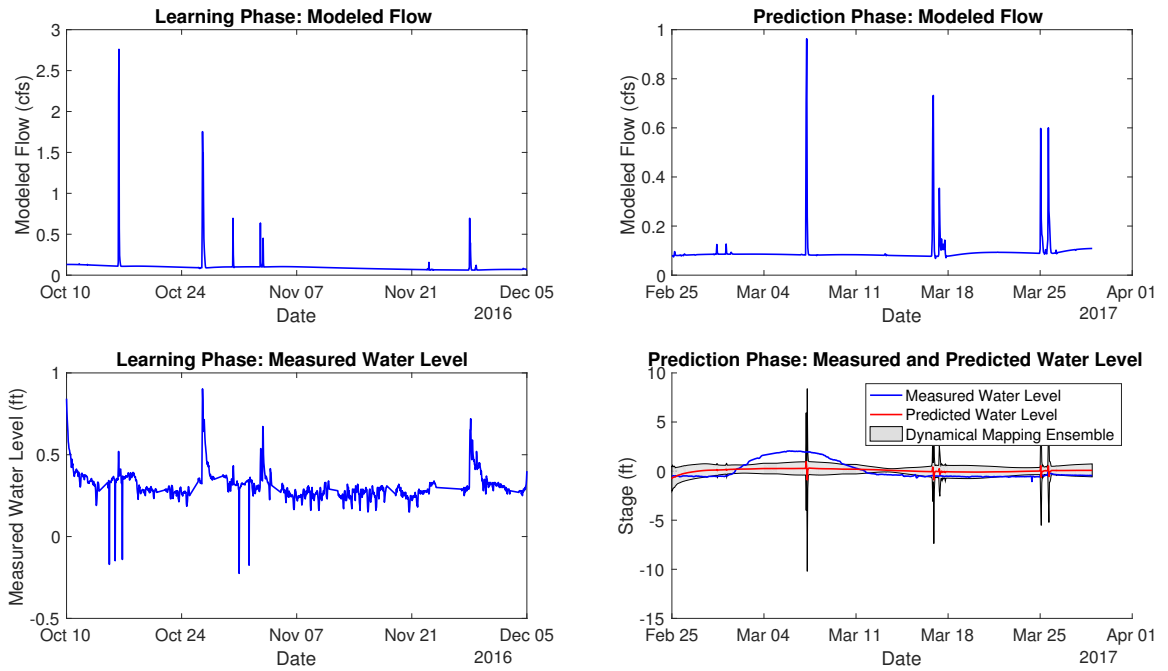 Learning Phase: Modeled Flow
Modeled Flow (cfs)
3
2.5
2
1.5
1
0.5
0
Oct 10 Oct 24 Nov 07 Nov 21 Dec 05
Date
2016
Prediction Phase: Modeled Flow
Modeled Flow (cfs)
1
0.8
0.6
0.4
0.2
0
Feb 25 Mar 04 Mar 11 Mar 18 Mar 25 Apr 01
Date
2017
Learning Phase: Measured Water Level
Measured Water Level (ft)
1
0.5
0
-0.5
Oct 10 Oct 24 Nov 07 Nov 21 Dec 05
Date
2016
Prediction Phase: Measured and Predicted Water Level
Stage (ft)
10
5
0
-5
-10
-15
Measured Water Level
Predicted Water Level
Dynamical Mapping Ensemble
Feb 25 Mar 04 Mar 11 Mar 18 Mar 25 Apr 01
Date
2017